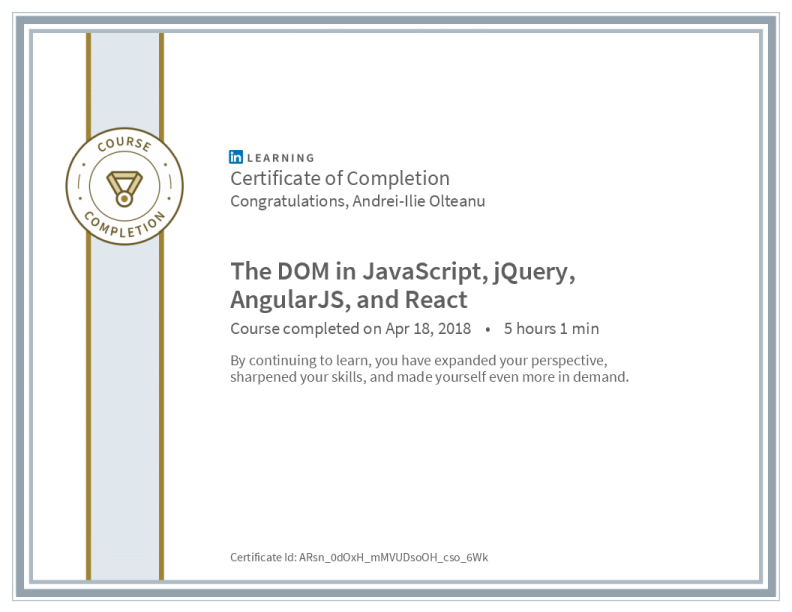 COURSE
COMPLETION
in LEARNING
Certificate of Completion
Congratulations, Andrei-Ilie Olteanu
The DOM in JavaScript, jQuery,
AngularJS, and React
Course completed on Apr 18, 2018 • 5 hours 1 min
By continuing to learn, you have expanded your perspective,
sharpened your skills, and made yourself even more in demand.
Certificate Id: ARsn_0dOxH_mMVUDsoOH_cso_6Wk